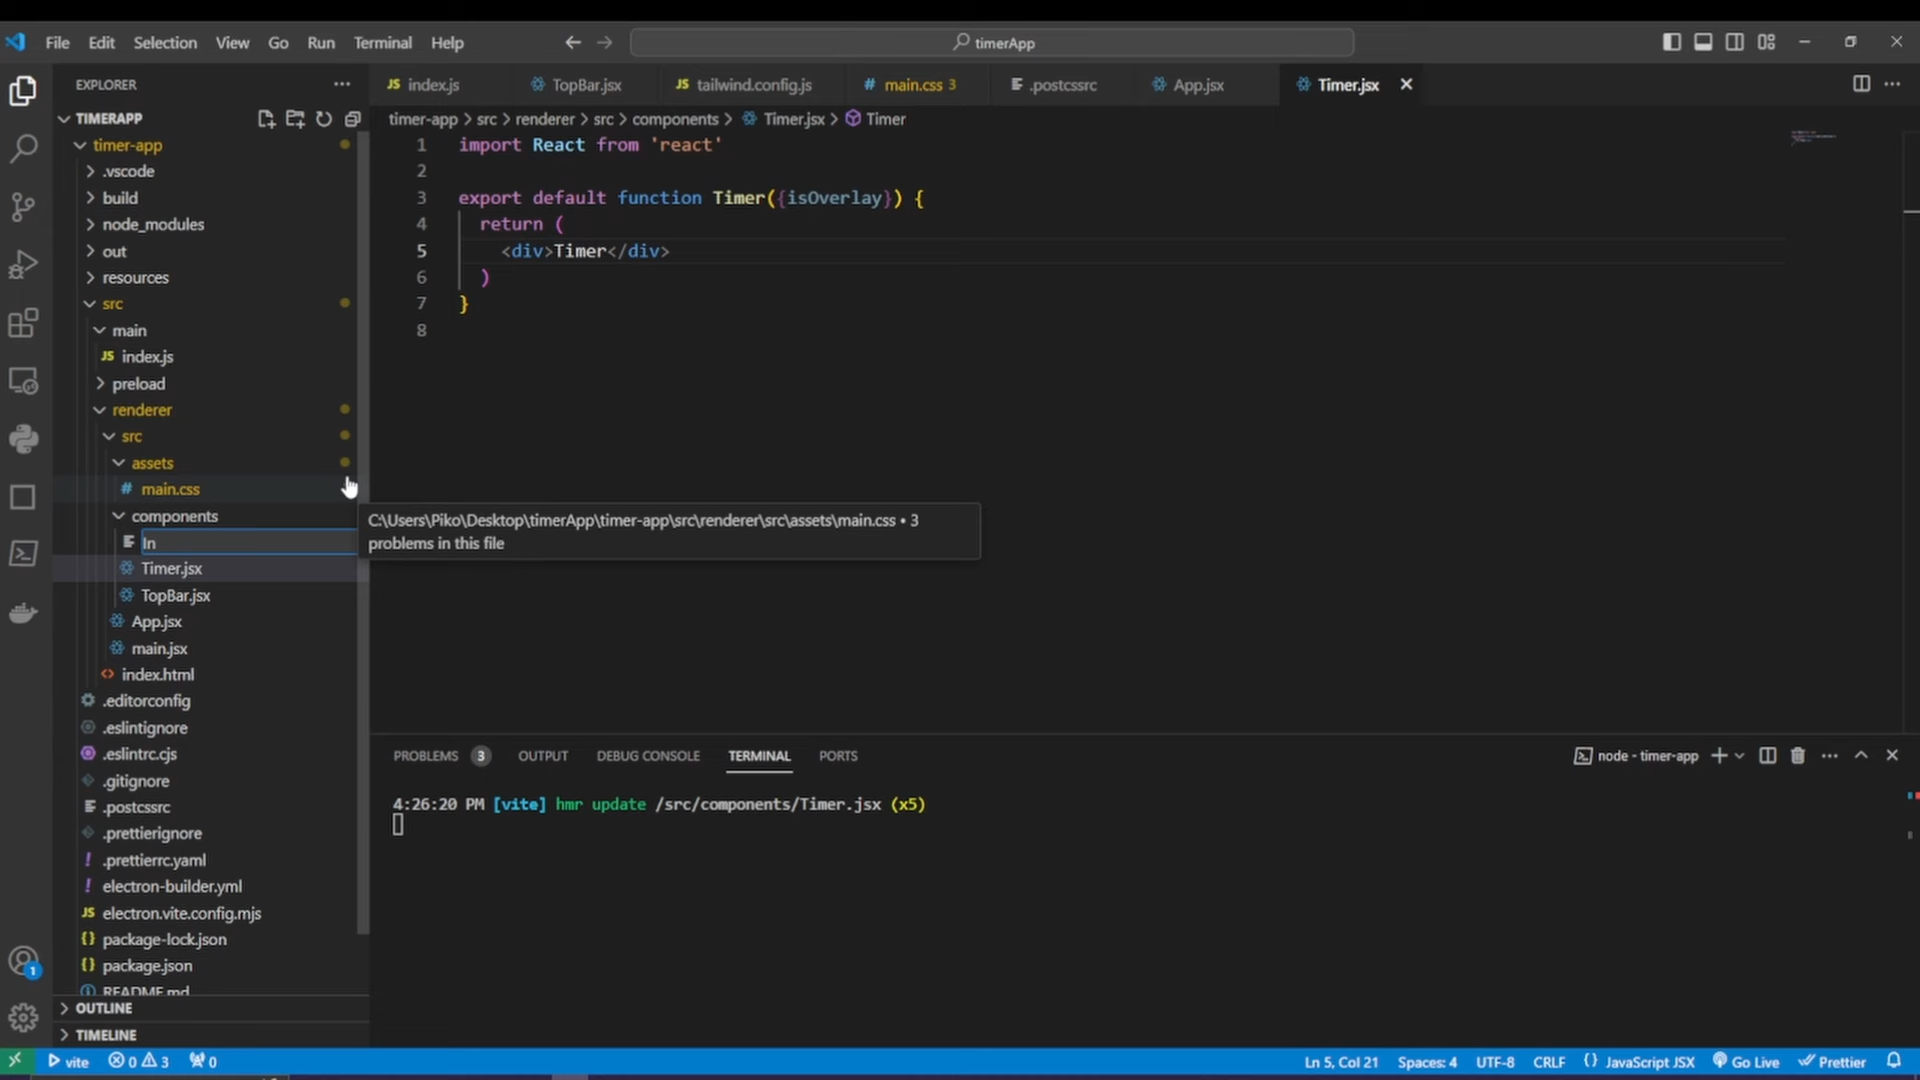 File Edit Selection View Go Run Terminal Help
timerApp
EXPLORER
index.js
TopBar.jsx
tailwind.config.js
main.css 3
.postcssrc
App.jsx
Timer.jsx
TIMERAPP
timer-app
.vscode
build
node_modules
out
resources
src
main
JS index.js
preload
renderer
src
assets
# main.css
components
In
Timer.jsx
TopBar.jsx
App.jsx
main.jsx
<> index.html
.editorconfig
.eslintignore
.eslintrc.cjs
.gitignore
.postcssrc
.prettierignore
! .prettierrc.yaml
! electron-builder.yml
JS electron.vite.config.mjs
{} package-lock.json
{} package.json
README.md
OUTLINE
TIMELINE
timer-app > src > renderer > src > components > Timer.jsx > Timer
1 import React from 'react'
2
3 export default function Timer({isOverlay}) {
4 return (
5 <div>Timer</div>
6 )
7 }
8
C:\Users\Piko\Desktop\timerApp\timer-app\src\renderer\src\assets\main.css • 3
problems in this file
PROBLEMS 3 OUTPUT DEBUG CONSOLE TERMINAL PORTS
node - timer-app
4:26:20 PM [vite] hmr update /src/components/Timer.jsx (x5)
1
vite 0 3 0
Ln 5, Col 21 Spaces: 4 UTF-8 CRLF {} JavaScript JSX Go Live Prettier